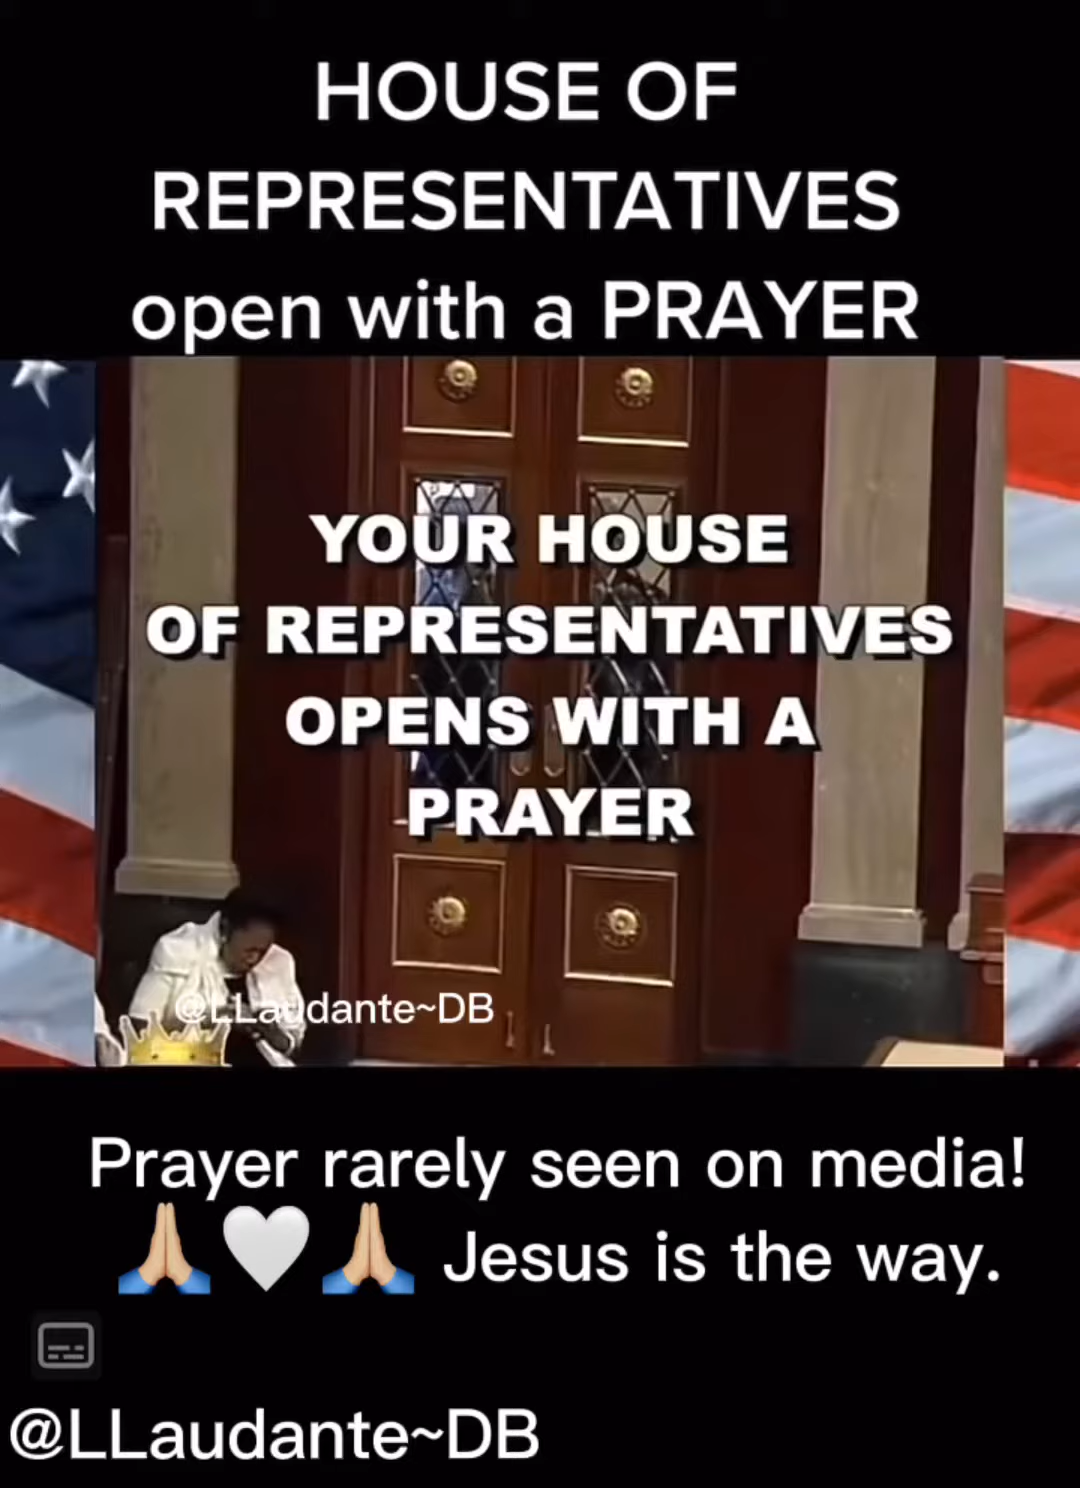 HOUSE OF
REPRESENTATIVES
open with a PRAYER
YOUR HOUSE
OF REPRESENTATIVES
OPENS WITH A
PRAYER
@LLaudante~DB
Prayer rarely seen on media!
🙏🏼🤍🙏🏼 Jesus is the way.
@LLaudante~DB